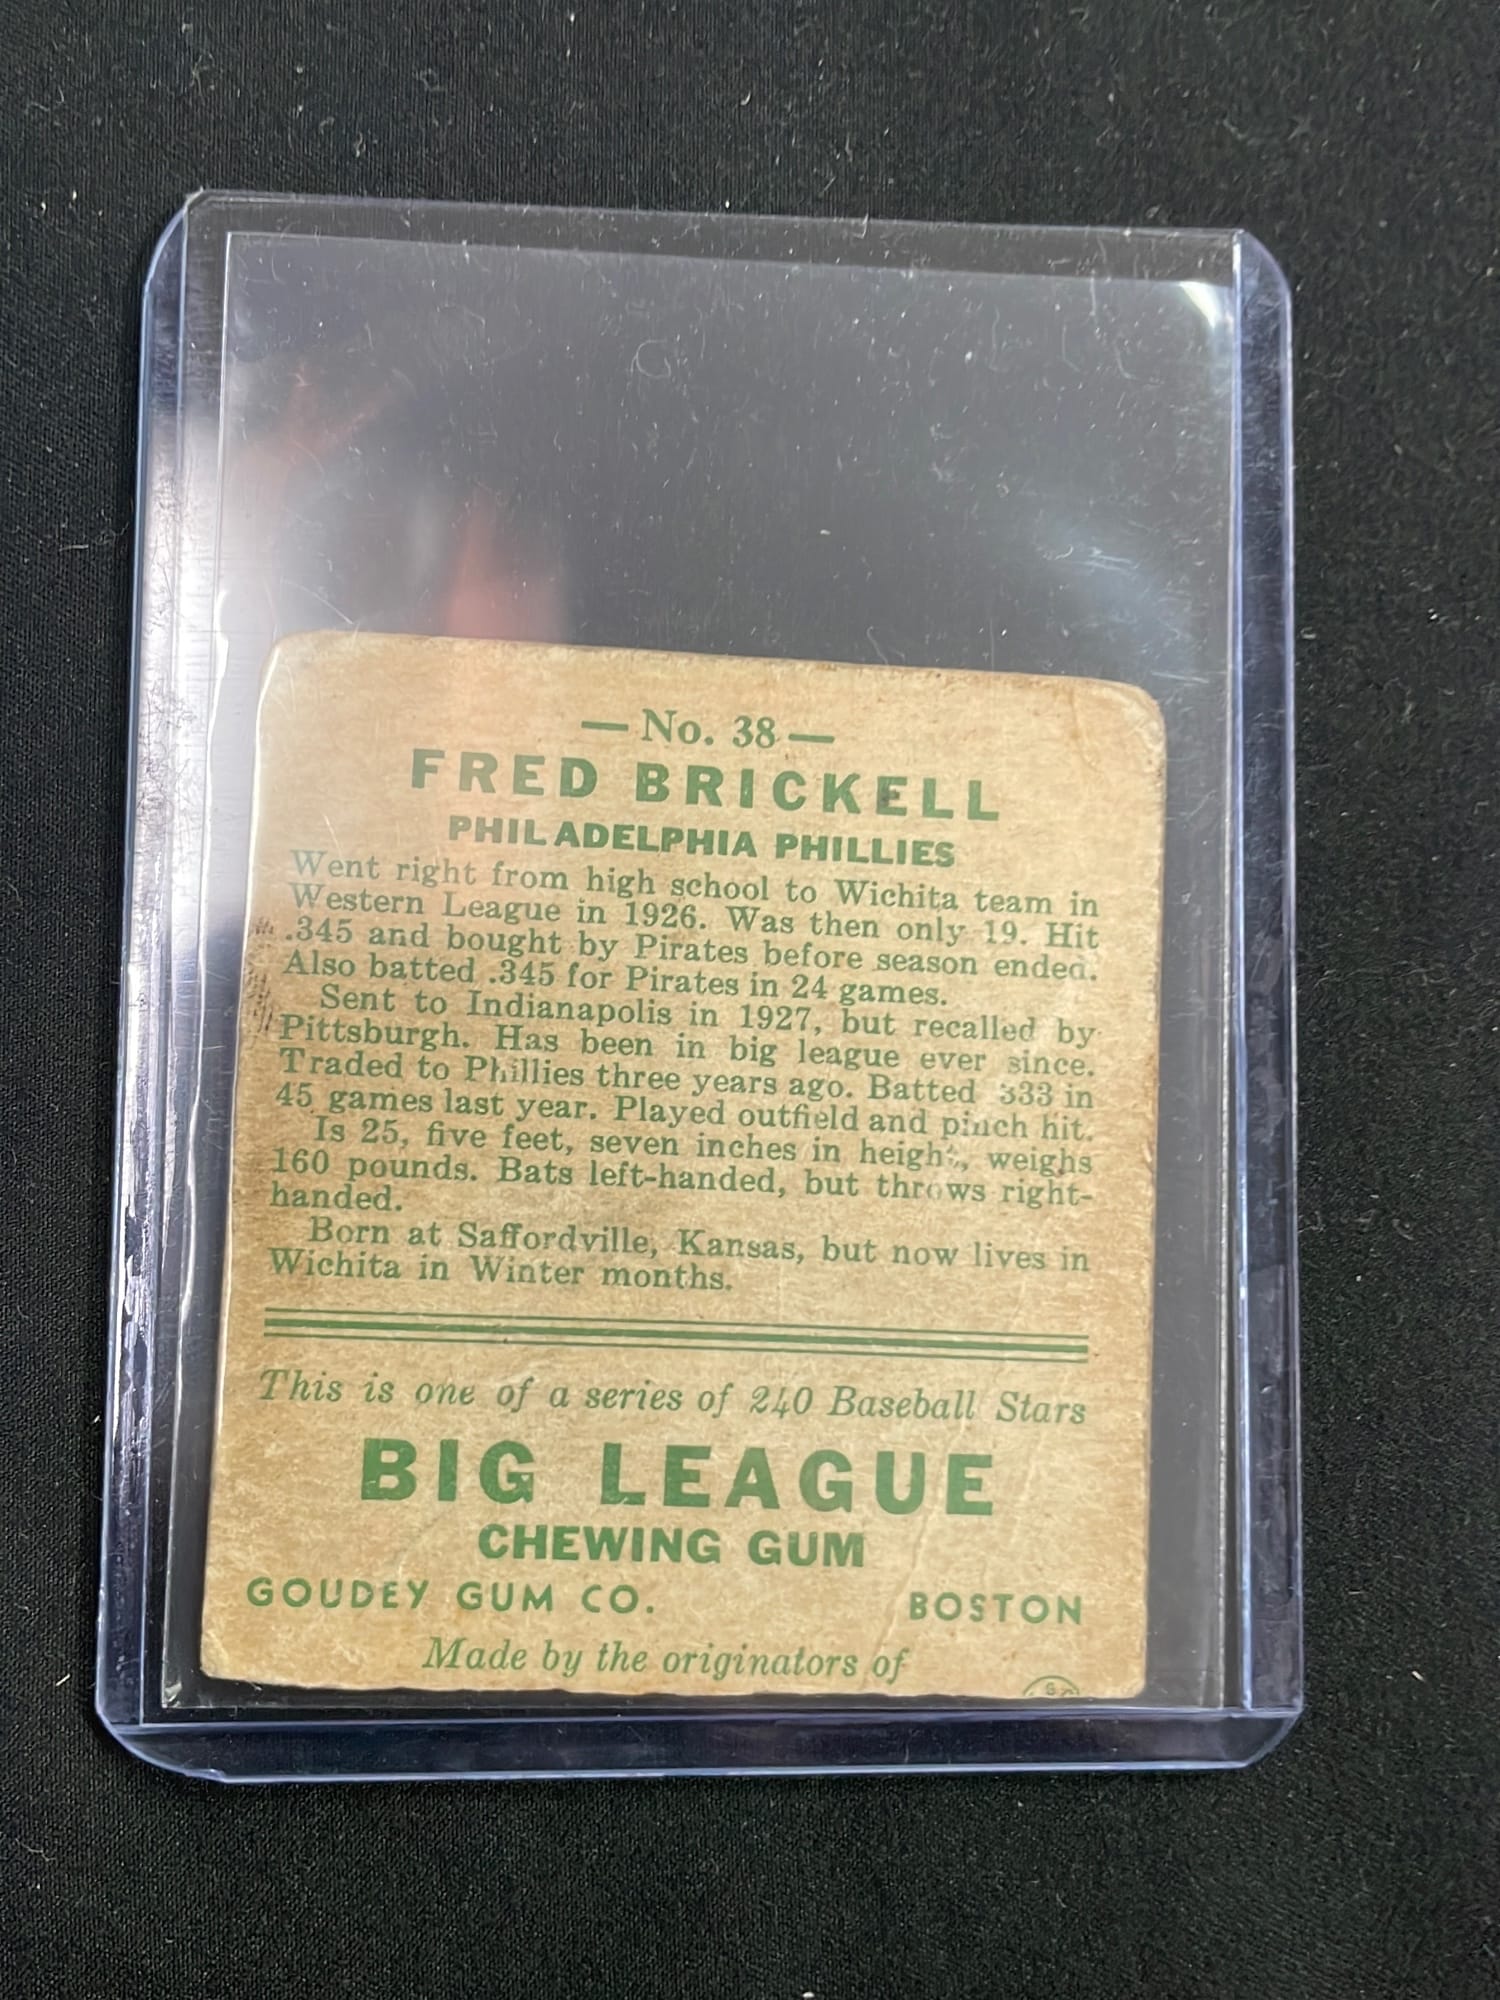 — No. 38 —
FRED BRICKELL
PHILADELPHIA PHILLIES
Went right from high school to Wichita team in
Western League in 1926. Was then only 19. Hit
.345 and bought by Pirates before season ended.
Also batted .345 for Pirates in 24 games.
Sent to Indianapolis in 1927, but recalled by
Pittsburgh. Has been in big league ever since.
Traded to Phillies three years ago. Batted 333 in
45 games last year. Played outfield and pinch hit.
Is 25, five feet, seven inches in height, weighs
160 pounds. Bats left-handed, but throws right-
handed.
Born at Saffordville, Kansas, but now lives in
Wichita in Winter months.
This is one of a series of 240 Baseball Stars
BIG LEAGUE
CHEWING GUM
GOUDEY GUM CO. BOSTON
Made by the originators of